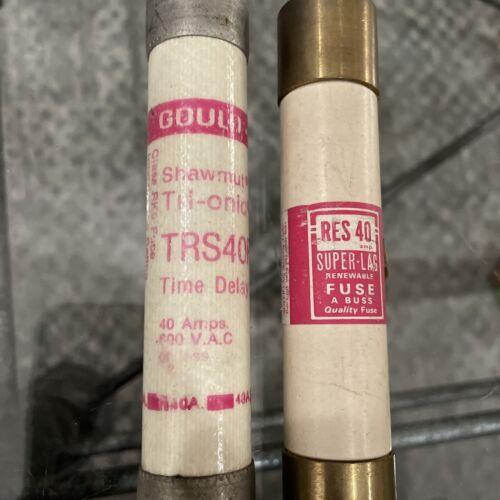 GOULD
Shawmut
Tri-onic
TRS40
Time Delay
40 Amps.
600 V.A.C
40A.
RES 40
amp.
SUPER-LAG
RENEWABLE
FUSE
A BUSS
Quality Fuse